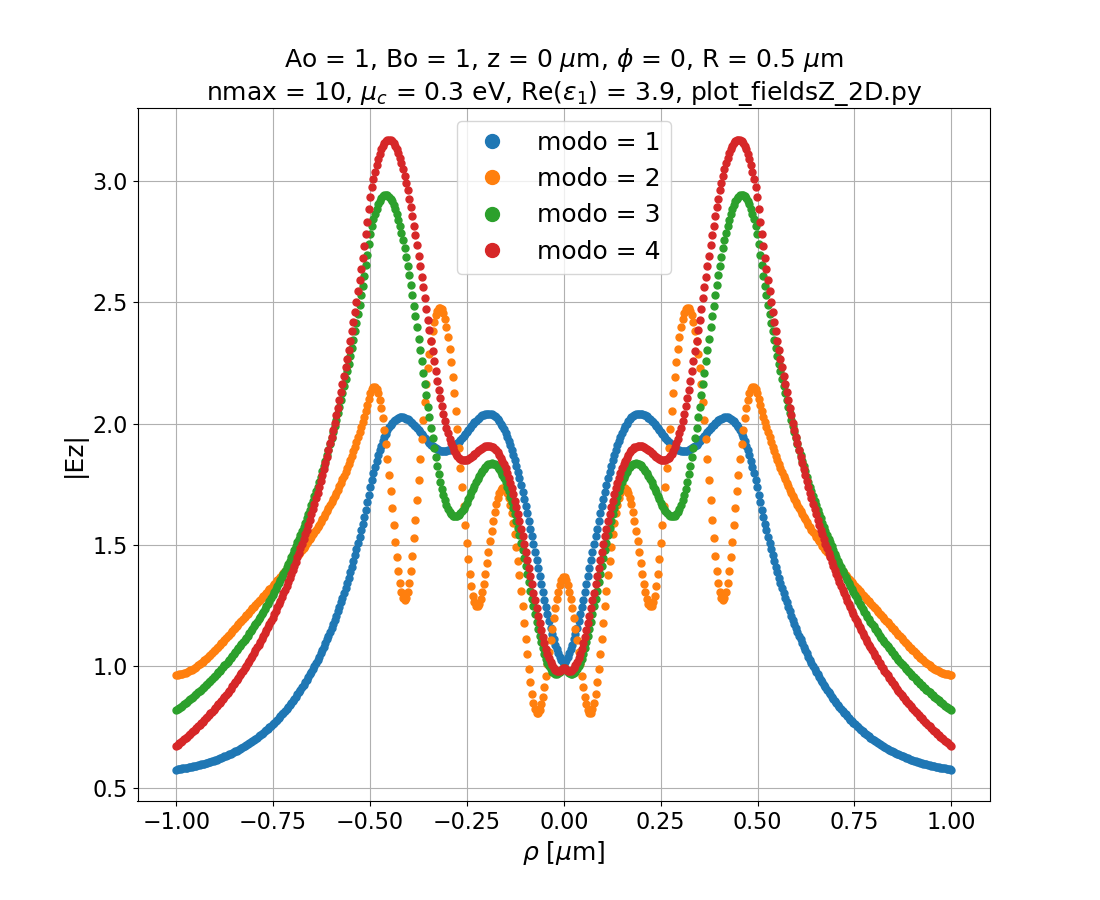 Ao = 1, Bo = 1, z = 0 μm, ϕ = 0, R = 0.5 μm
nmax = 10, μc = 0.3 eV, Re(ε1) = 3.9, plot_fieldsZ_2D.py
modo = 1
modo = 2
modo = 3
modo = 4
|Ez|
3.0
2.5
2.0
1.5
1.0
0.5
−1.00 −0.75 −0.50 −0.25 0.00 0.25 0.50 0.75 1.00
ρ [μm]